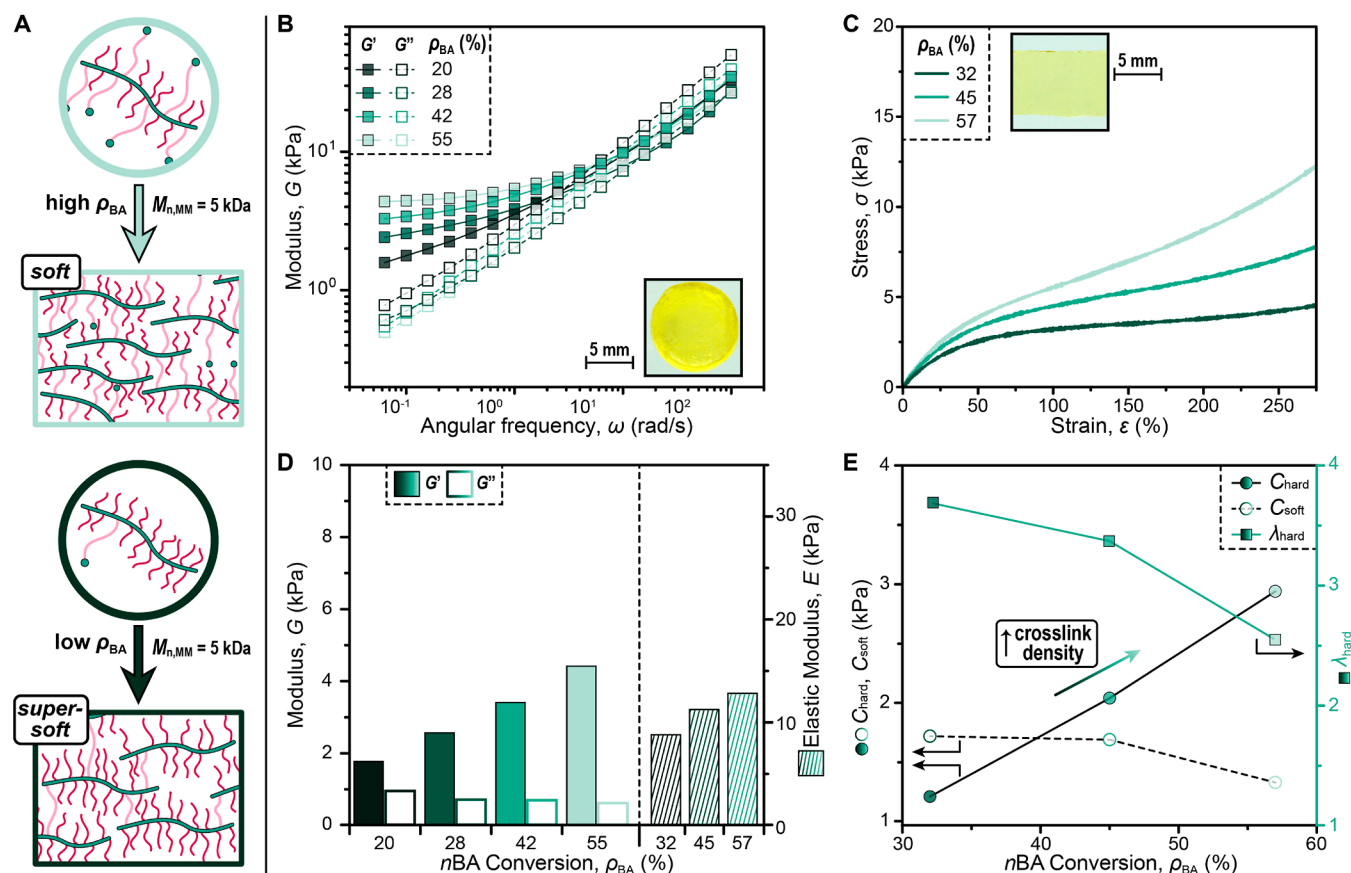 A
high ρBA
Mn,MM = 5 kDa
soft
low ρBA
Mn,MM = 5 kDa
super-
soft
B
G' G'' ρBA (%)
20
28
42
55
Modulus, G (kPa)
10¹
10⁰
5 mm
10⁻¹ 10⁰ 10¹ 10²
Angular frequency, ω (rad/s)
C
ρBA
(%)
32
45
57
5 mm
Stress, σ (kPa)
20
15
10
5
0
0 50 100 150 200 250
Strain, ε (%)
D
G' G''
Modulus, G (kPa)
10
8
6
4
2
0
30
20
10
0
Elastic Modulus, E (kPa)
20 28 42 55 32 45 57
nBA Conversion, ρBA (%)
E
Chard
Csoft
λhard
↑ crosslink
density
Chard, Csoft (kPa)
4
3
2
1
4
3
2
1
λhard
30 40 50 60
nBA Conversion, ρBA (%)